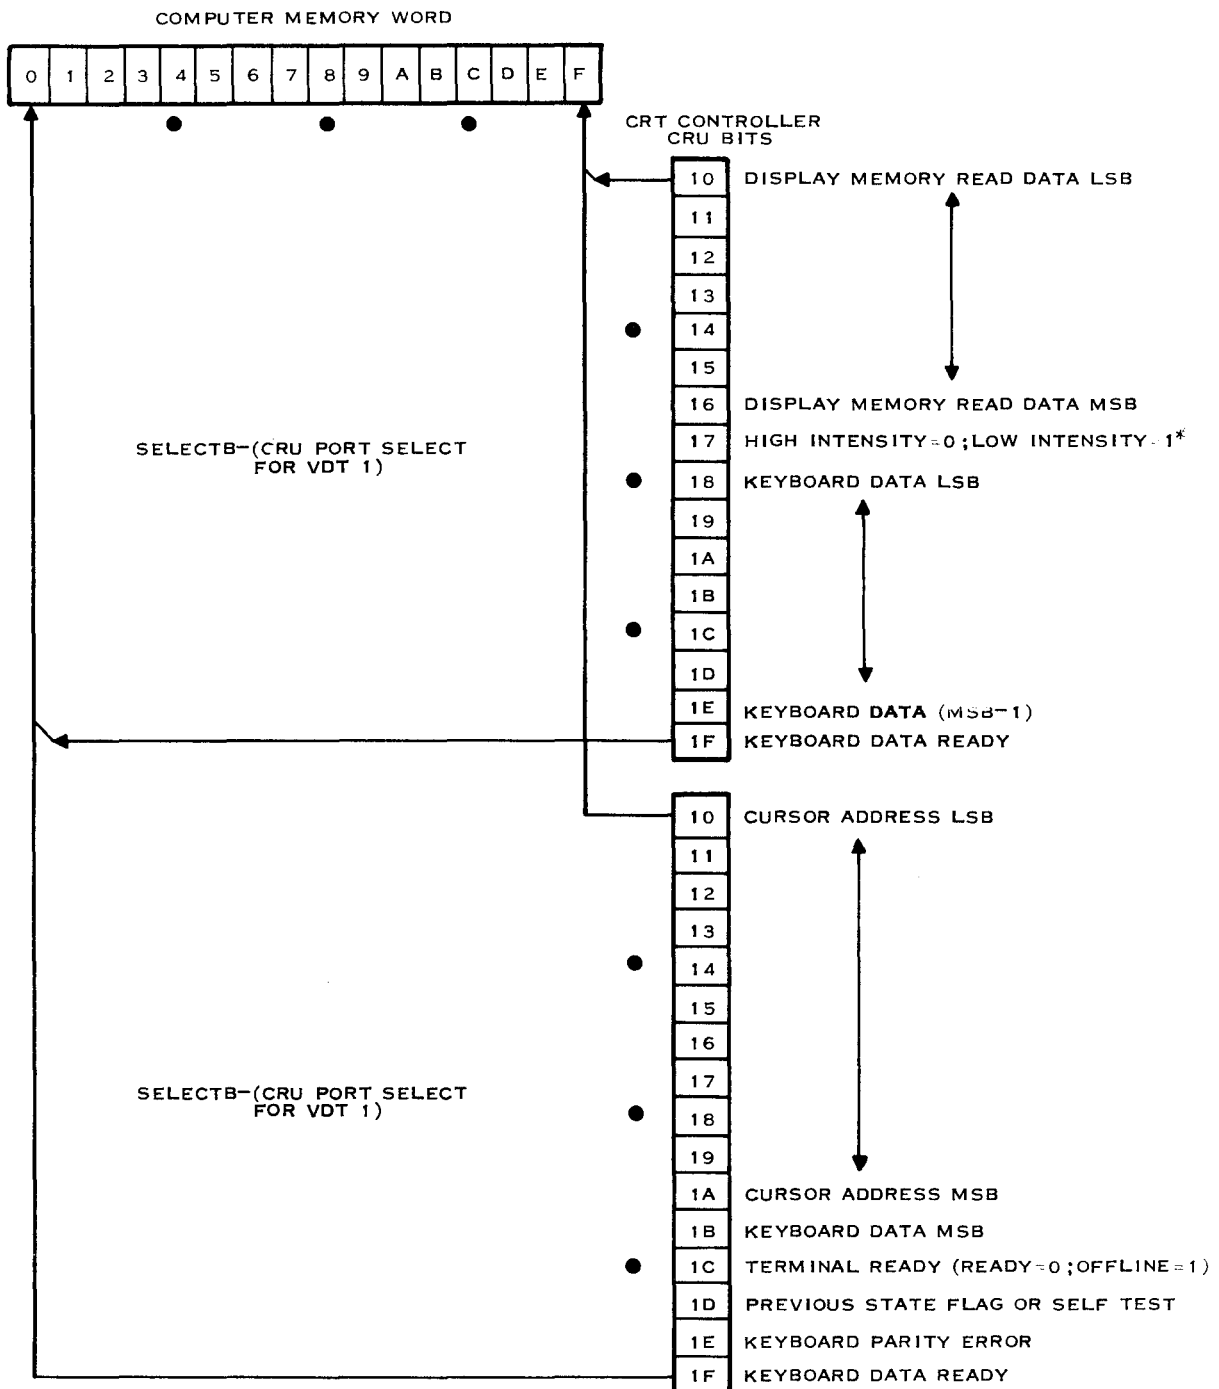 COMPUTER MEMORY WORD
0 1 2 3 4 5 6 7 8 9 A B C D E F
CRT CONTROLLER
CRU BITS
10 DISPLAY MEMORY READ DATA LSB
11
12
13
14
15
16 DISPLAY MEMORY READ DATA MSB
17 HIGH INTENSITY=0;LOW INTENSITY-1*
SELECTB-(CRU PORT SELECT
FOR VDT 1)
18 KEYBOARD DATA LSB
19
1A
1B
1C
1D
1E KEYBOARD DATA (MSB-1)
1F KEYBOARD DATA READY
10 CURSOR ADDRESS LSB
11
12
13
14
15
16
17
SELECTB-(CRU PORT SELECT
FOR VDT 1)
18
19
1A CURSOR ADDRESS MSB
1B KEYBOARD DATA MSB
1C TERMINAL READY (READY=0;OFFLINE=1)
1D PREVIOUS STATE FLAG OR SELF TEST
1E KEYBOARD PARITY ERROR
1F KEYBOARD DATA READY